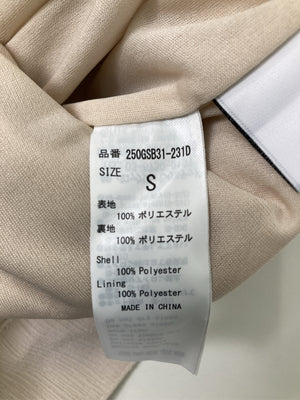 品番 250GSB31-231D
SIZE
S
表地
100% ポリエステル
裏地
100% ポリエステル
Shell
100% Polyester
Lining
100% Polyester
MADE IN CHINA